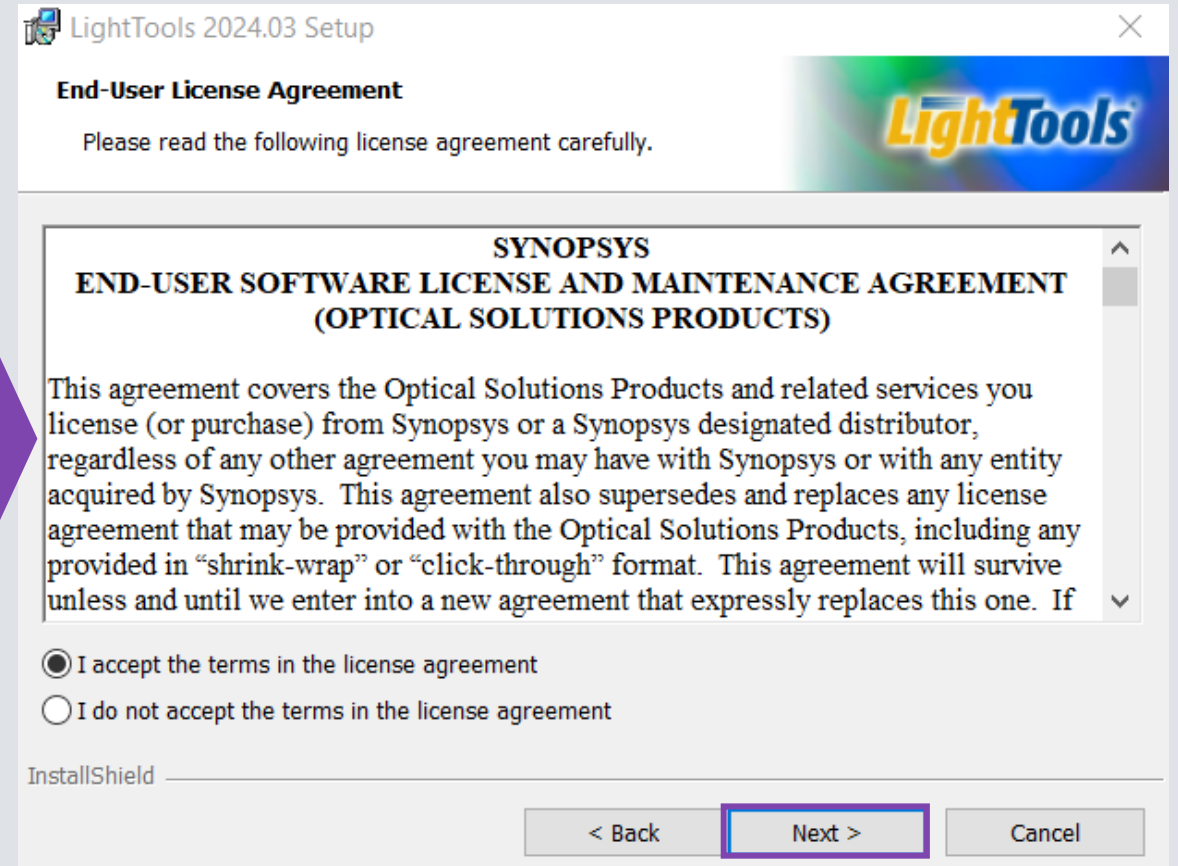 LightTools 2024.03 Setup
End-User License Agreement
Please read the following license agreement carefully.
LightTools
SYNOPSYS
END-USER SOFTWARE LICENSE AND MAINTENANCE AGREEMENT
(OPTICAL SOLUTIONS PRODUCTS)
This agreement covers the Optical Solutions Products and related services you
license (or purchase) from Synopsys or a Synopsys designated distributor,
regardless of any other agreement you may have with Synopsys or with any entity
acquired by Synopsys.  This agreement also supersedes and replaces any license
agreement that may be provided with the Optical Solutions Products, including any
provided in “shrink-wrap” or “click-through” format.  This agreement will survive
unless and until we enter into a new agreement that expressly replaces this one.  If
I accept the terms in the license agreement
I do not accept the terms in the license agreement
InstallShield
< Back
Next >
Cancel